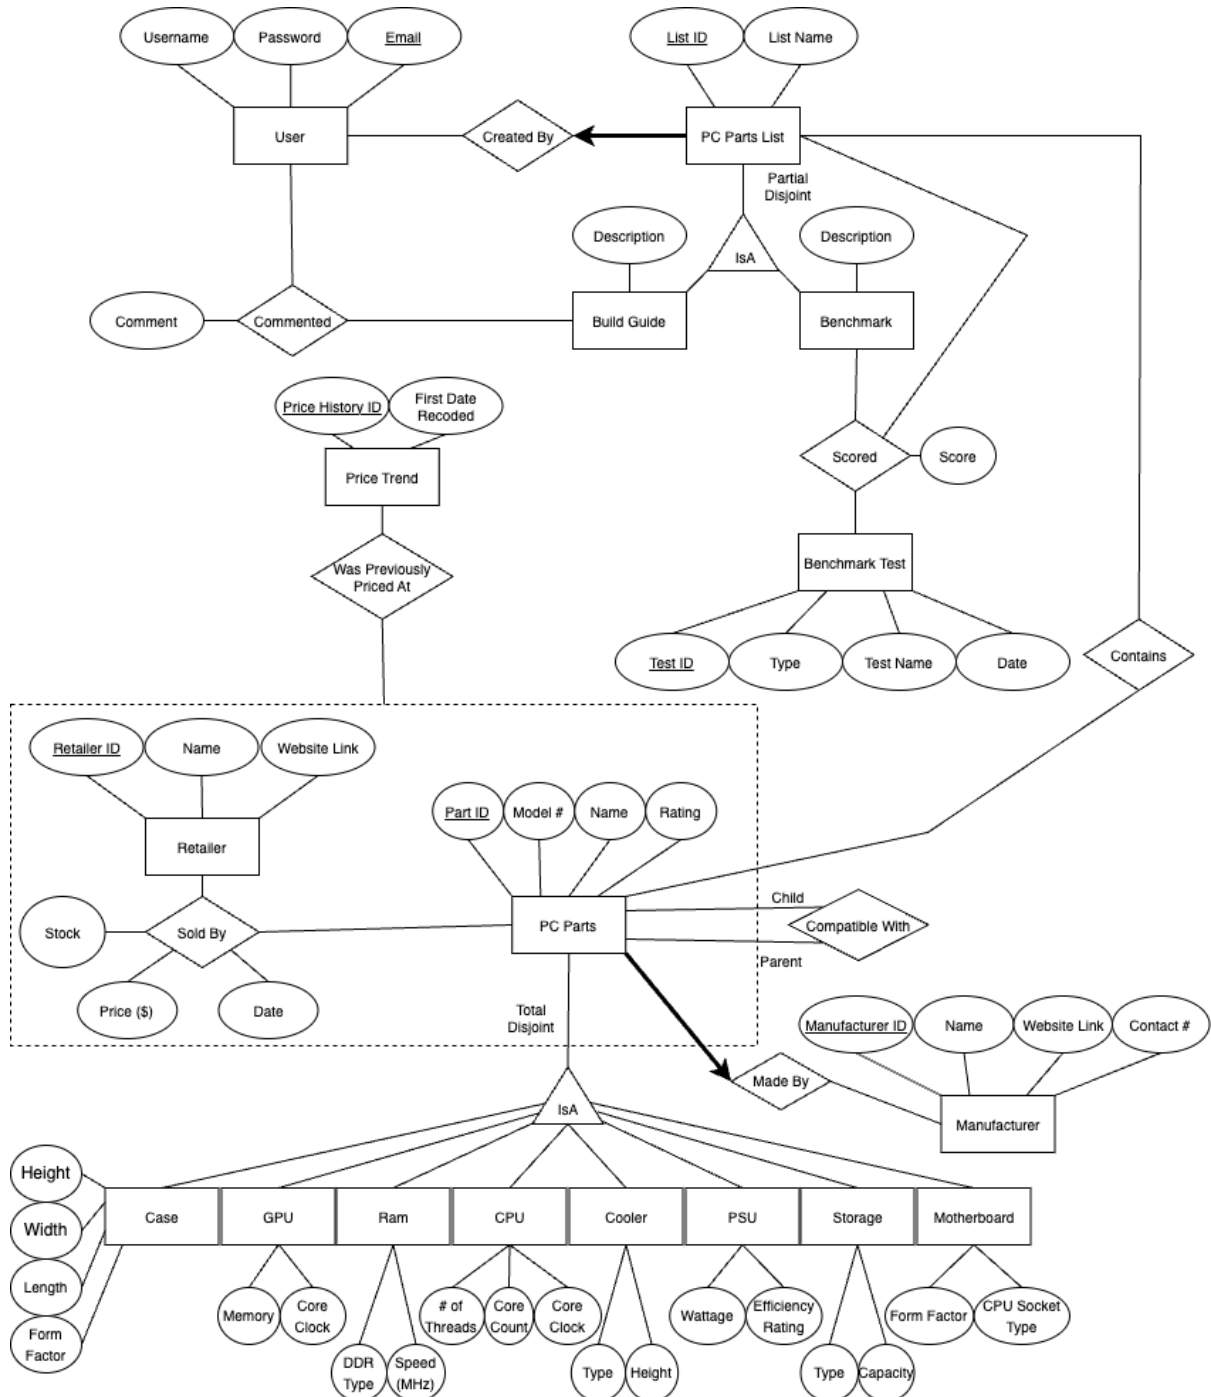 Username
Password
Email
List ID
List Name
User
Created By
PC Parts List
Partial
Disjoint
Description
IsA
Description
Comment
Commented
Build Guide
Benchmark
Price History ID
First Date
Recoded
Price Trend
Scored
Score
Was Previously
Priced At
Benchmark Test
Test ID
Type
Test Name
Date
Contains
Retailer ID
Name
Website Link
Part ID
Model #
Name
Rating
Retailer
Stock
Sold By
PC Parts
Child
Compatible With
Parent
Price ($)
Date
Total
Disjoint
Manufacturer ID
Name
Website Link
Contact #
Made By
IsA
Manufacturer
Height
Width
Length
Form
Factor
Case
GPU
Ram
CPU
Cooler
PSU
Storage
Motherboard
Memory
Core
Clock
# of
Threads
Core
Count
Core
Clock
Wattage
Efficiency
Rating
Form Factor
CPU Socket
Type
DDR
Type
Speed
(MHz)
Type
Height
Type
Capacity